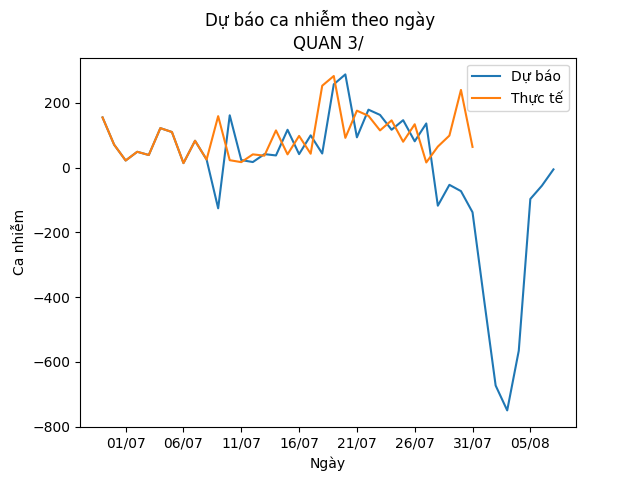 Dự báo ca nhiễm theo ngày
QUAN 3/
Dự báo
Thực tế
Ca nhiễm
200
0
−200
−400
−600
−800
01/07 06/07 11/07 16/07 21/07 26/07 31/07 05/08
Ngày